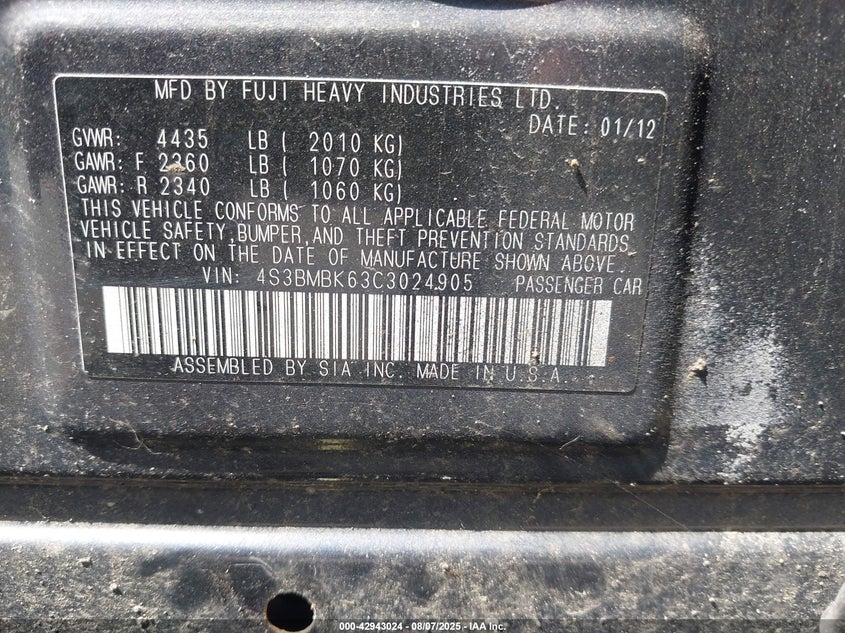 MFD BY FUJI HEAVY INDUSTRIES LTD.
DATE: 01/12
GVWR: 4435 LB ( 2010 KG)
GAWR: F 2360 LB ( 1070 KG)
GAWR: R 2340 LB ( 1060 KG)
THIS VEHICLE CONFORMS TO ALL APPLICABLE FEDERAL MOTOR
VEHICLE SAFETY, BUMPER, AND THEFT PREVENTION STANDARDS
IN EFFECT ON THE DATE OF MANUFACTURE SHOWN ABOVE.
VIN: 4S3BMBK63C3024905 PASSENGER CAR
ASSEMBLED BY SIA INC. MADE IN U.S.A.
000-42943024 - 08/07/2025 - IAA Inc.